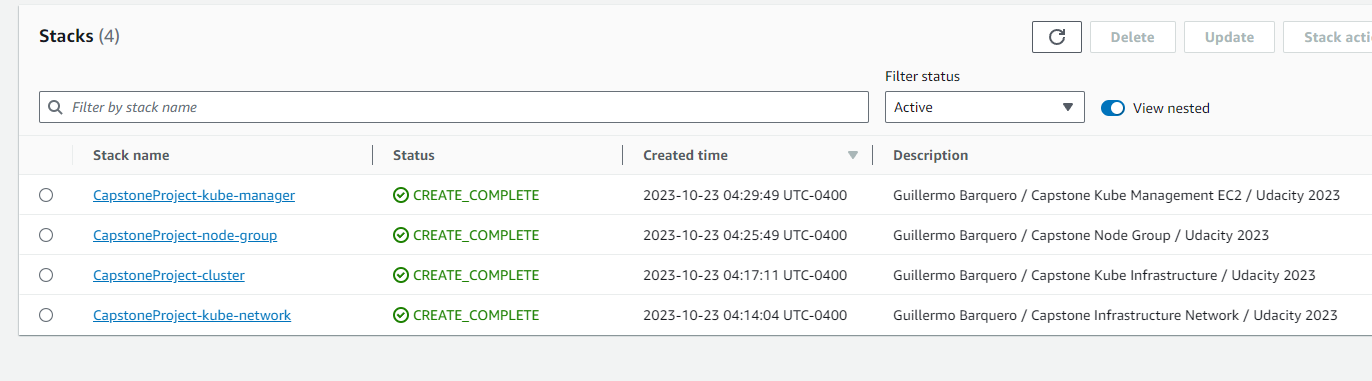 Stacks (4)
Delete
Update
Stack acti
Filter status
Filter by stack name
Active
View nested
Stack name Status Created time Description
CapstoneProject-kube-manager CREATE_COMPLETE 2023-10-23 04:29:49 UTC-0400 Guillermo Barquero / Capstone Kube Management EC2 / Udacity 2023
CapstoneProject-node-group CREATE_COMPLETE 2023-10-23 04:25:49 UTC-0400 Guillermo Barquero / Capstone Node Group / Udacity 2023
CapstoneProject-cluster CREATE_COMPLETE 2023-10-23 04:17:11 UTC-0400 Guillermo Barquero / Capstone Kube Infrastructure / Udacity 2023
CapstoneProject-kube-network CREATE_COMPLETE 2023-10-23 04:14:04 UTC-0400 Guillermo Barquero / Capstone Infrastructure Network / Udacity 2023